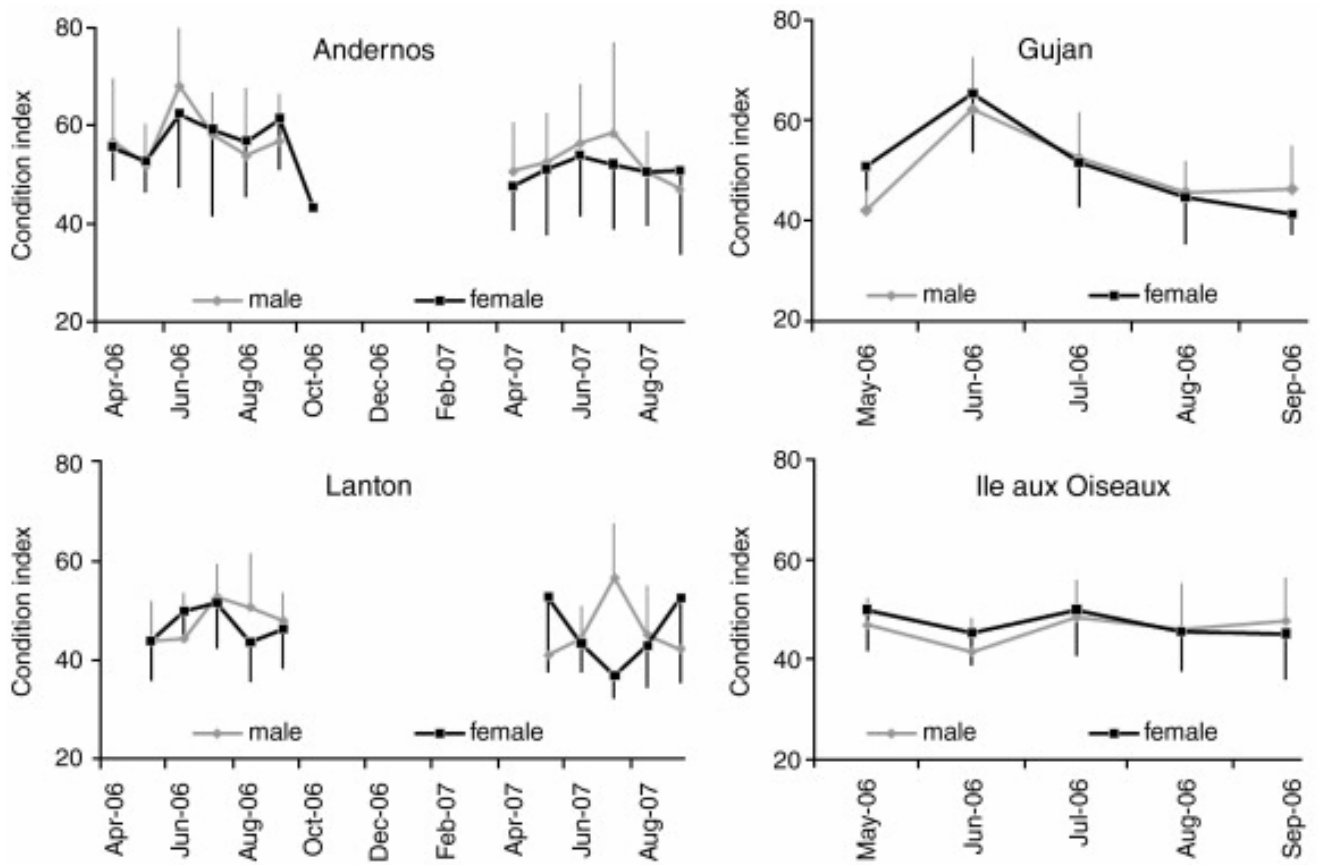 Andernos
Condition index
80
60
40
20
male
female
Apr-06
Jun-06
Aug-06
Oct-06
Dec-06
Feb-07
Apr-07
Jun-07
Aug-07
Gujan
Condition index
80
60
40
20
male
female
May-06
Jun-06
Jul-06
Aug-06
Sep-06
Lanton
Condition index
80
60
40
20
male
female
Apr-06
Jun-06
Aug-06
Oct-06
Dec-06
Feb-07
Apr-07
Jun-07
Aug-07
Ile aux Oiseaux
Condition index
80
60
40
20
male
female
May-06
Jun-06
Jul-06
Aug-06
Sep-06